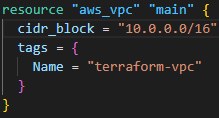 resource "aws_vpc" "main" {
  cidr_block = "10.0.0.0/16"
  tags = {
    Name = "terraform-vpc"
  }
}